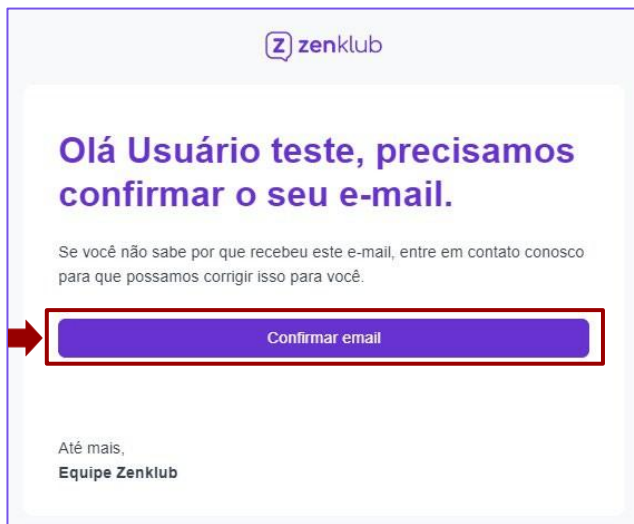 Z zenklub
Olá Usuário teste, precisamos
confirmar o seu e-mail.
Se você não sabe por que recebeu este e-mail, entre em contato conosco
para que possamos corrigir isso para você.
Confirmar email
Até mais,
Equipe Zenklub